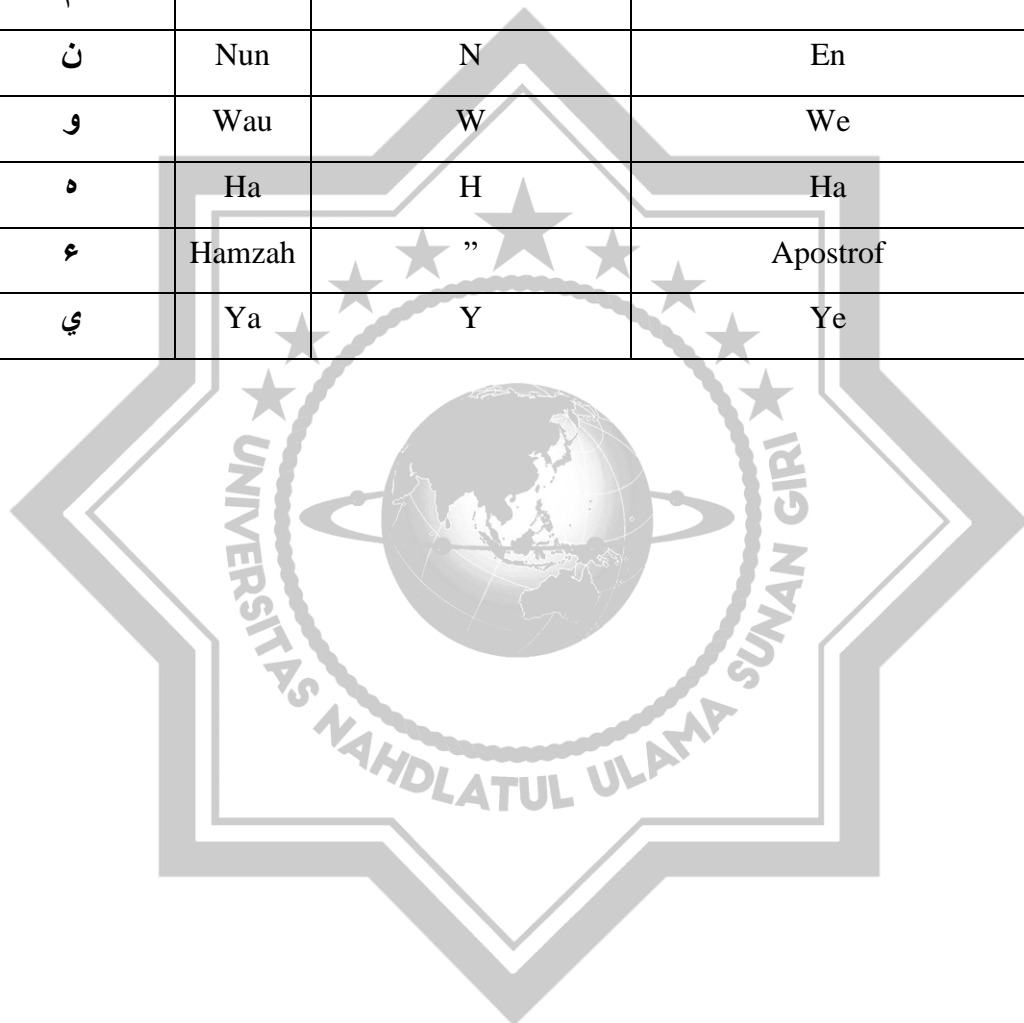 ن Nun N En
و Wau W We
ه Ha H Ha
ء Hamzah ” Apostrof
ي Ya Y Ye
UNIVERSITAS NAHDLATUL ULAMA SUNAN GIRI